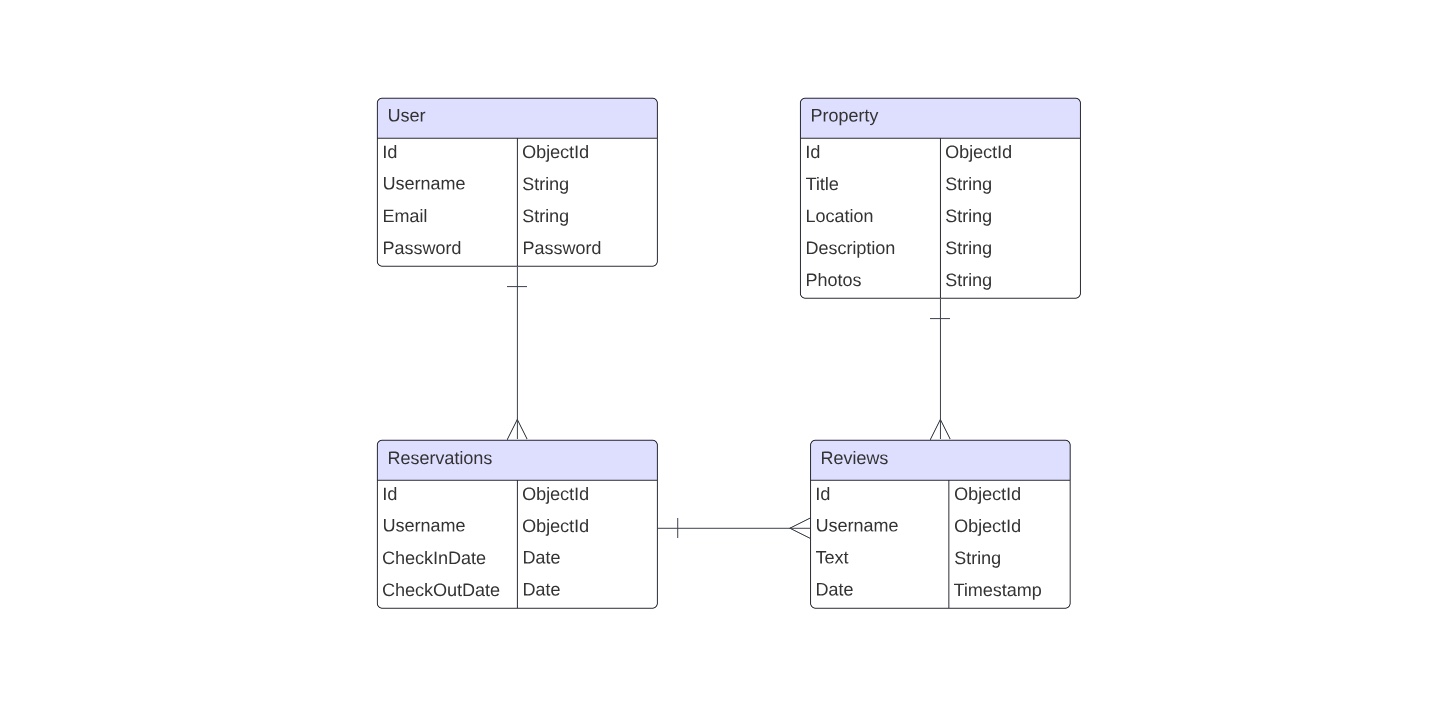 User
Id ObjectId
Username String
Email String
Password Password
Property
Id ObjectId
Title String
Location String
Description String
Photos String
Reservations
Id ObjectId
Username ObjectId
CheckInDate Date
CheckOutDate Date
Reviews
Id ObjectId
Username ObjectId
Text String
Date Timestamp